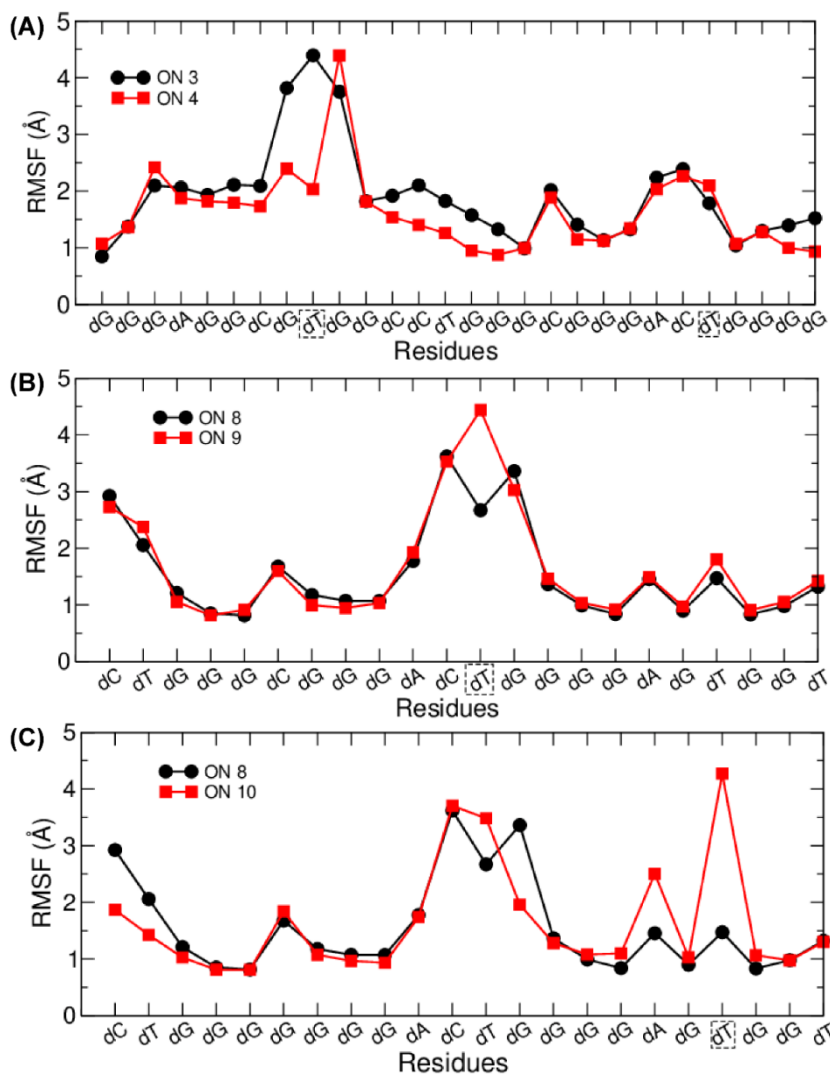 (A)
5
4
3
2
1
0
RMSF (Å)
ON 3
ON 4
dG dG dG dA dG dG dC dG dT dG dG dC dC dT dG dG dG dC dG dG dG dA dC dT dG dG dG dG
Residues
(B)
5
4
3
2
1
0
RMSF (Å)
ON 8
ON 9
dC dT dG dG dG dC dG dG dG dA dC dT dG dG dG dG dA dG dT dG dG dT
Residues
(C)
5
4
3
2
1
0
RMSF (Å)
ON 8
ON 10
dC dT dG dG dG dG dG dG dG dA dC dT dG dG dG dG dA dG dT dG dG dT
Residues